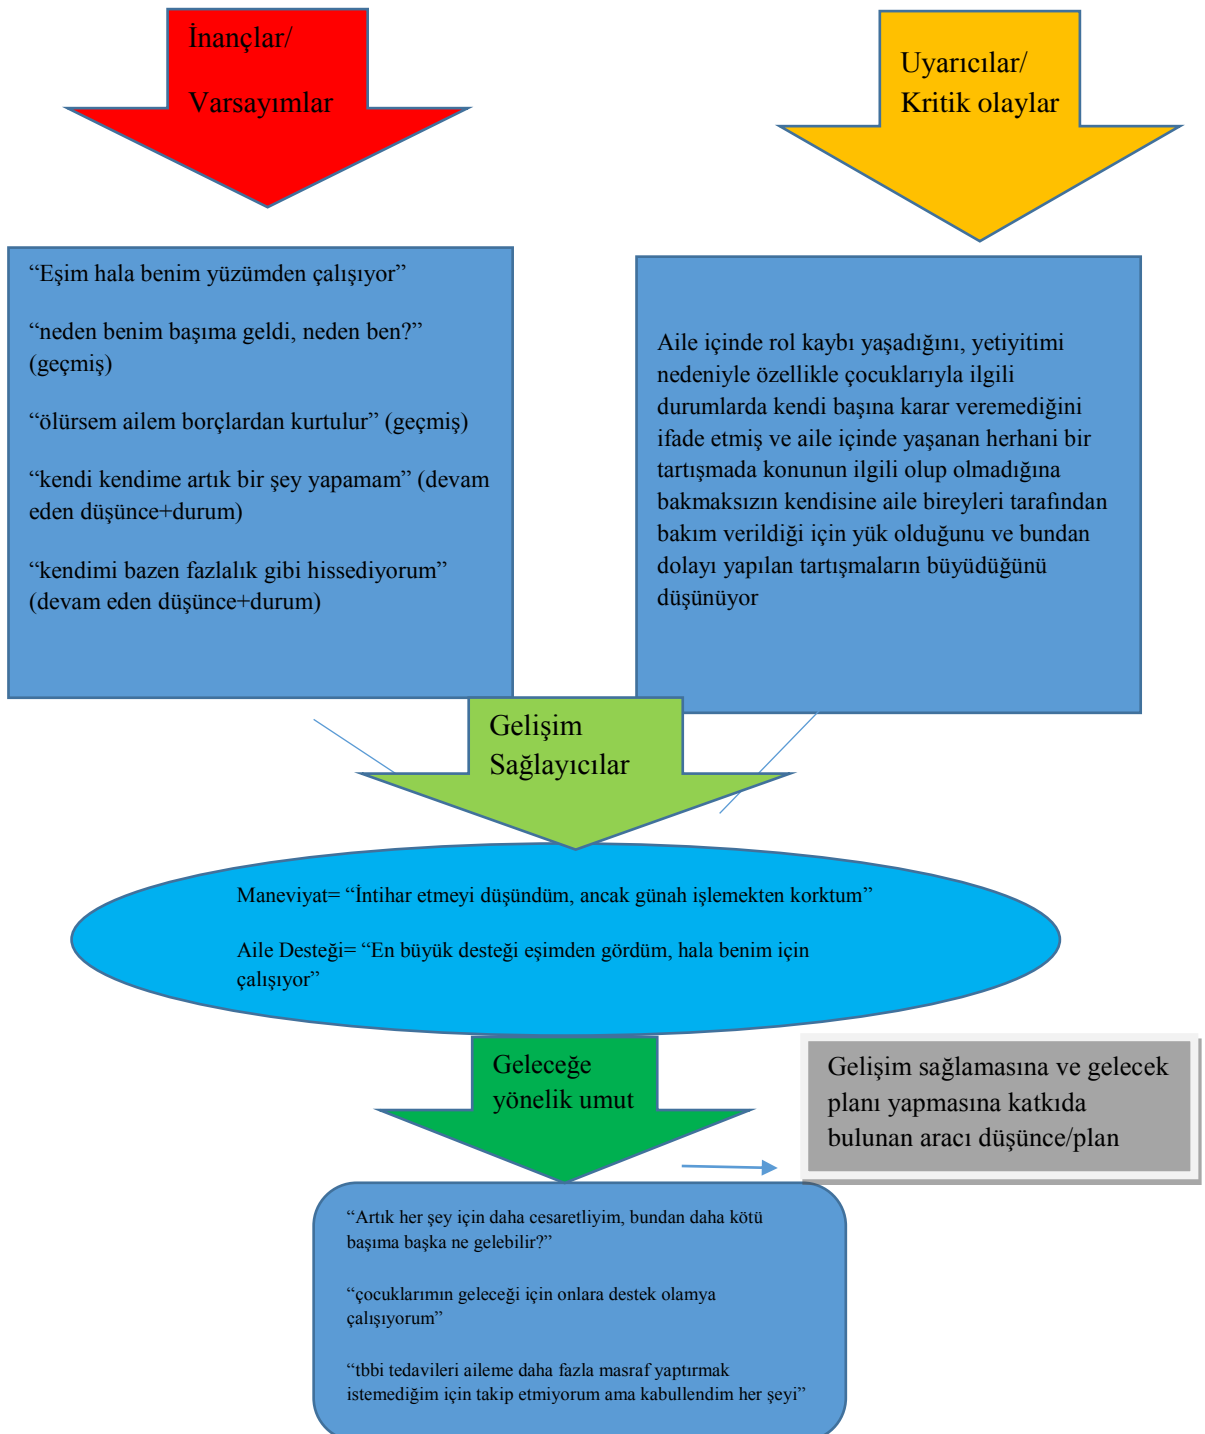 İnançlar/
Varsayımlar
Uyarıcılar/
Kritik olaylar
“Eşim hala benim yüzümden çalışıyor”
“neden benim başıma geldi, neden ben?”
(geçmiş)
“ölürsem ailem borçlardan kurtulur” (geçmiş)
“kendi kendime artık bir şey yapamam” (devam
eden düşünce+durum)
“kendimi bazen fazlalık gibi hissediyorum”
(devam eden düşünce+durum)
Aile içinde rol kaybı yaşadığını, yetiyitimi
nedeniyle özellikle çocuklarıyla ilgili
durumlarda kendi başına karar veremediğini
ifade etmiş ve aile içinde yaşanan herhani bir
tartışmada konunun ilgili olup olmadığına
bakmaksızın kendisine aile bireyleri tarafından
bakım verildiği için yük olduğunu ve bundan
dolayı yapılan tartışmaların büyüdüğünü
düşünüyor
Gelişim
Sağlayıcılar
Maneviyat= “İntihar etmeyi düşündüm, ancak günah işlemekten korktum”
Aile Desteği= “En büyük desteği eşimden gördüm, hala benim için
çalışıyor”
Geleceğe
yönelik umut
Gelişim sağlamasına ve gelecek
planı yapmasına katkıda
bulunan aracı düşünce/plan
“Artık her şey için daha cesaretliyim, bundan daha kötü
başıma başka ne gelebilir?”
“çocuklarımın geleceği için onlara destek olamya
çalışıyorum”
“tbbi tedavileri aileme daha fazla masraf yaptırmak
istemediğim için takip etmiyorum ama kabullendim her şeyi”